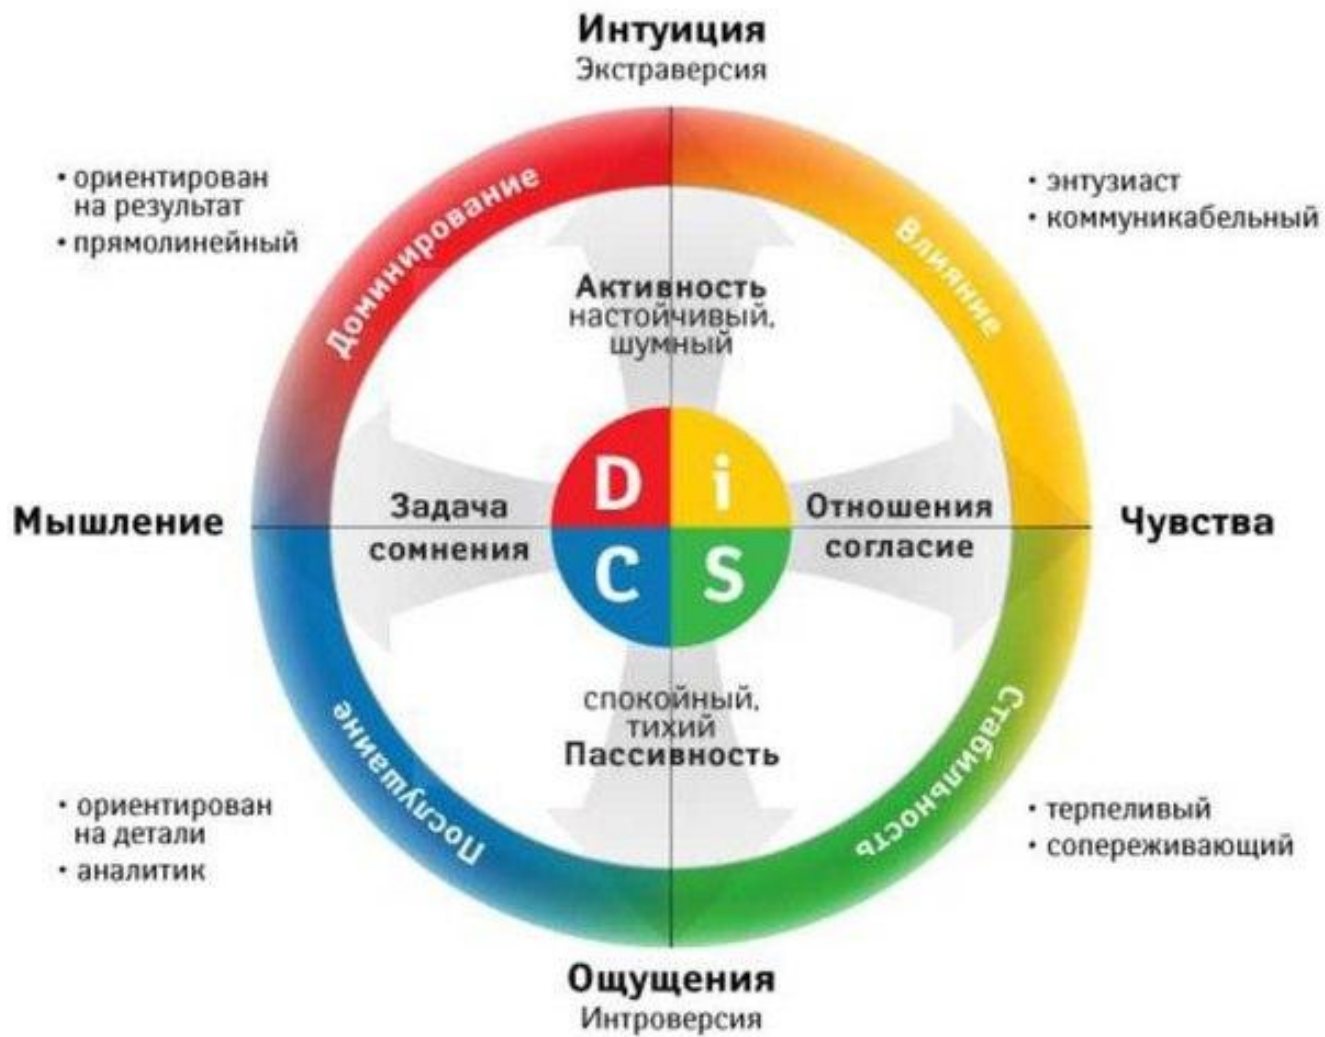 Интуиция
Экстраверсия
• ориентирован
на результат
• прямолинейный
• энтузиаст
• коммуникабельный
Доминирование
Влияние
Активность
настойчивый,
шумный
D i
C S
Мышление
Задача
сомнения
Отношения
согласие
Чувства
спокойный,
тихий
Пассивность
Послушаине
Стабильность
• ориентирован
на детали
• аналитик
• терпеливый
• сопереживающий
Ощущения
Интроверсия